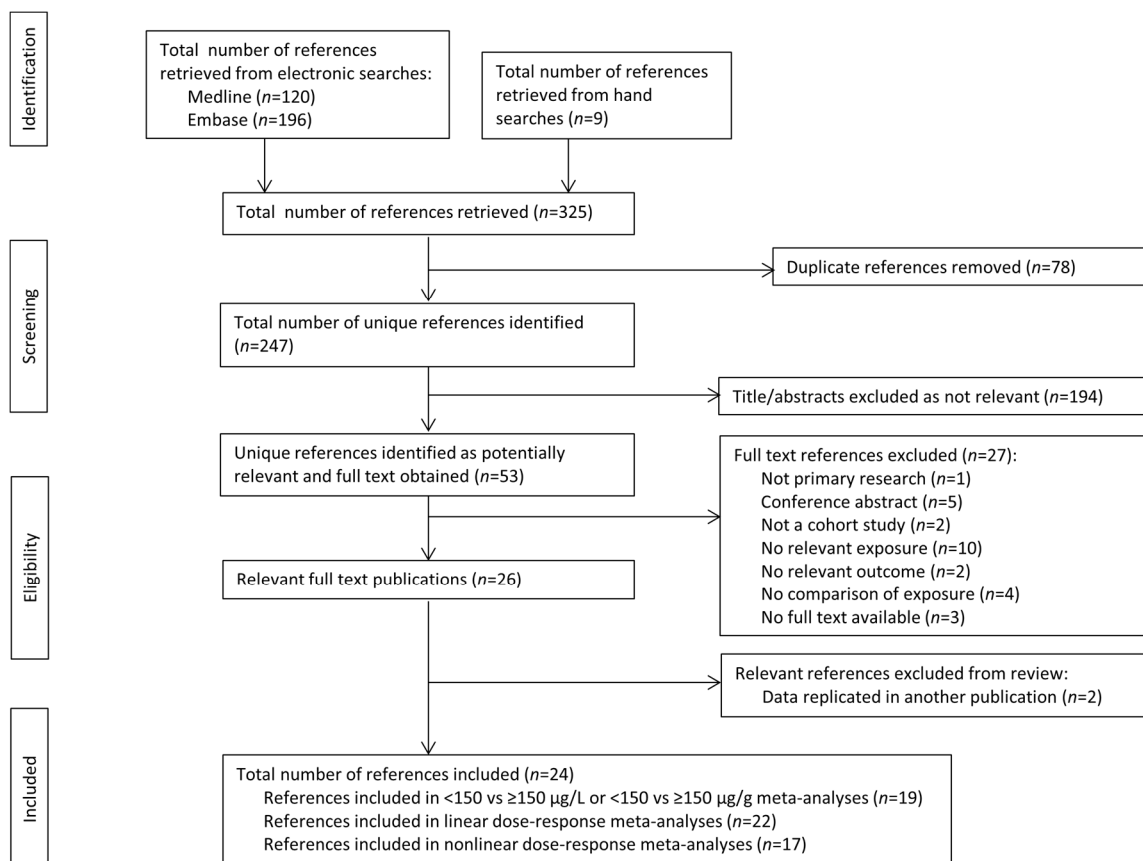 Identification
Total number of references
retrieved from electronic searches:
Medline (n=120)
Embase (n=196)
Total number of references
retrieved from hand
searches (n=9)
Total number of references retrieved (n=325)
Screening
Duplicate references removed (n=78)
Total number of unique references identified
(n=247)
Title/abstracts excluded as not relevant (n=194)
Unique references identified as potentially
relevant and full text obtained (n=53)
Eligibility
Full text references excluded (n=27):
Not primary research (n=1)
Conference abstract (n=5)
Not a cohort study (n=2)
No relevant exposure (n=10)
No relevant outcome (n=2)
No comparison of exposure (n=4)
No full text available (n=3)
Relevant full text publications (n=26)
Relevant references excluded from review:
Data replicated in another publication (n=2)
Included
Total number of references included (n=24)
References included in <150 vs ≥150 µg/L or <150 vs ≥150 µg/g meta-analyses (n=19)
References included in linear dose-response meta-analyses (n=22)
References included in nonlinear dose-response meta-analyses (n=17)